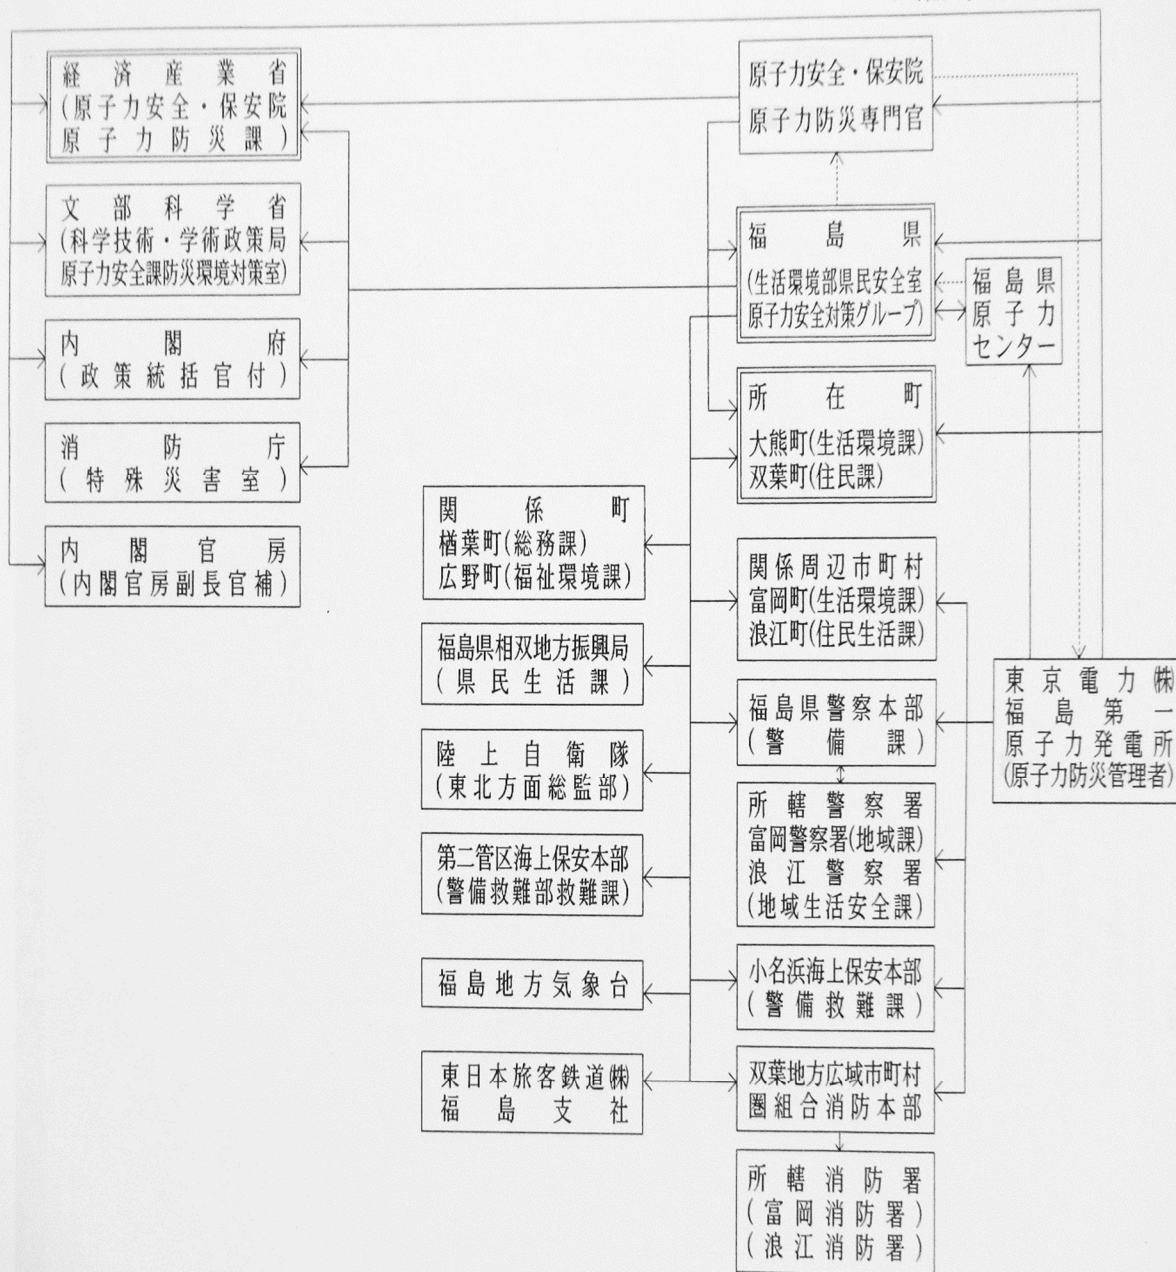 経済産業省
(原子力安全・保安院
原子力防災課)
文部科学省
(科学技術・学術政策局
原子力安全課防災環境対策室)
内閣府
(政策統括官付)
消防庁
(特殊災害室)
内閣官房
(内閣官房副長官補)
関係町
楢葉町(総務課)
広野町(福祉環境課)
福島県相双地方振興局
(県民生活課)
陸上自衛隊
(東北方面総監部)
第二管区海上保安本部
(警備救難部救難課)
福島地方気象台
東日本旅客鉄道㈱
福島支社
原子力安全・保安院
原子力防災専門官
福島県
(生活環境部県民安全室
原子力安全対策グループ)
福島県
原子力
センター
所在町
大熊町(生活環境課)
双葉町(住民課)
関係周辺市町村
富岡町(生活環境課)
浪江町(住民生活課)
福島県警察本部
(警備課)
所轄警察署
富岡警察署(地域課)
浪江警察署
(地域生活安全課)
小名浜海上保安本部
(警備救難課)
双葉地方広域市町村
圏組合消防本部
所轄消防署
(富岡消防署)
(浪江消防署)
東京電力㈱
福島第一
原子力発電所
(原子力防災管理者)